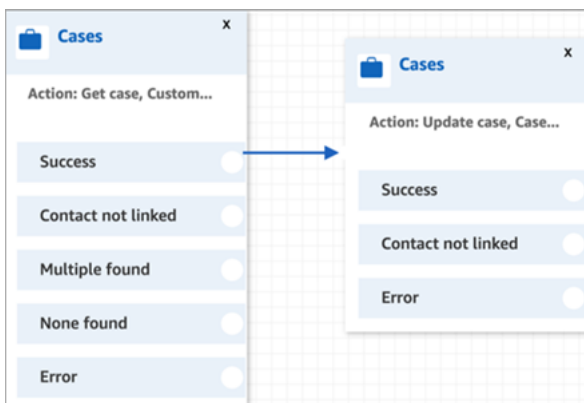 Cases
x
Action: Get case, Custom...
Success
Contact not linked
Multiple found
None found
Error
Cases
x
Action: Update case, Case...
Success
Contact not linked
Error